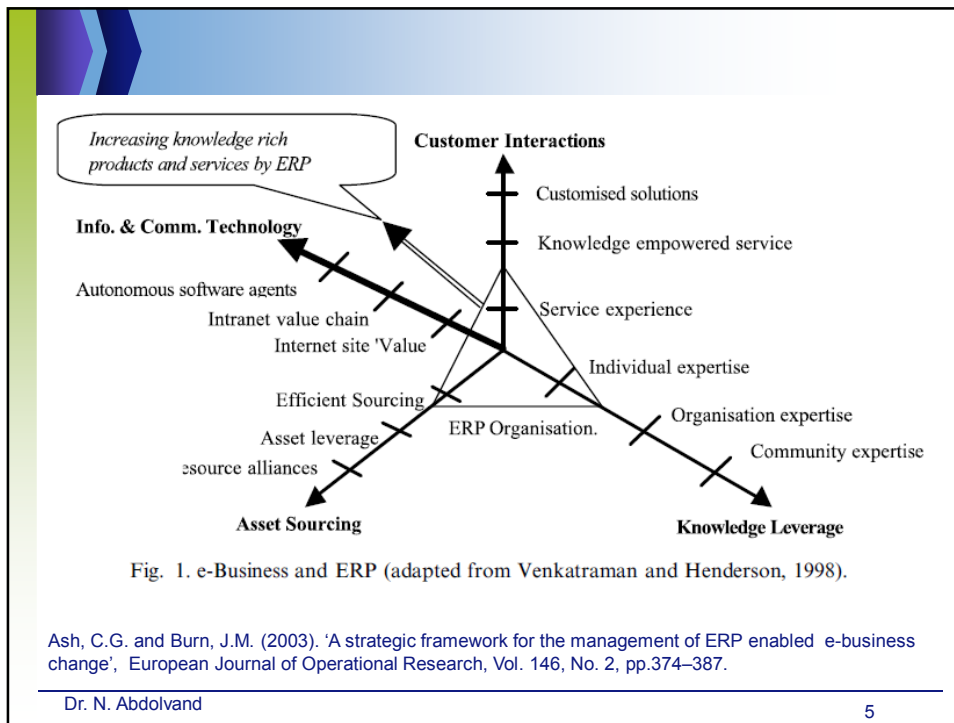 Increasing knowledge rich
products and services by ERP
Customer Interactions
Customised solutions
Info. & Comm. Technology
Knowledge empowered service
Autonomous software agents
Service experience
Intranet value chain
Internet site 'Value
Individual expertise
Efficient Sourcing
Organisation expertise
ERP Organisation.
Asset leverage
Community expertise
esource alliances
Asset Sourcing
Knowledge Leverage
Fig. 1. e-Business and ERP (adapted from Venkatraman and Henderson, 1998).
Ash, C.G. and Burn, J.M. (2003). ‘A strategic framework for the management of ERP enabled e-business
change’, European Journal of Operational Research, Vol. 146, No. 2, pp.374–387.
Dr. N. Abdolvand
5